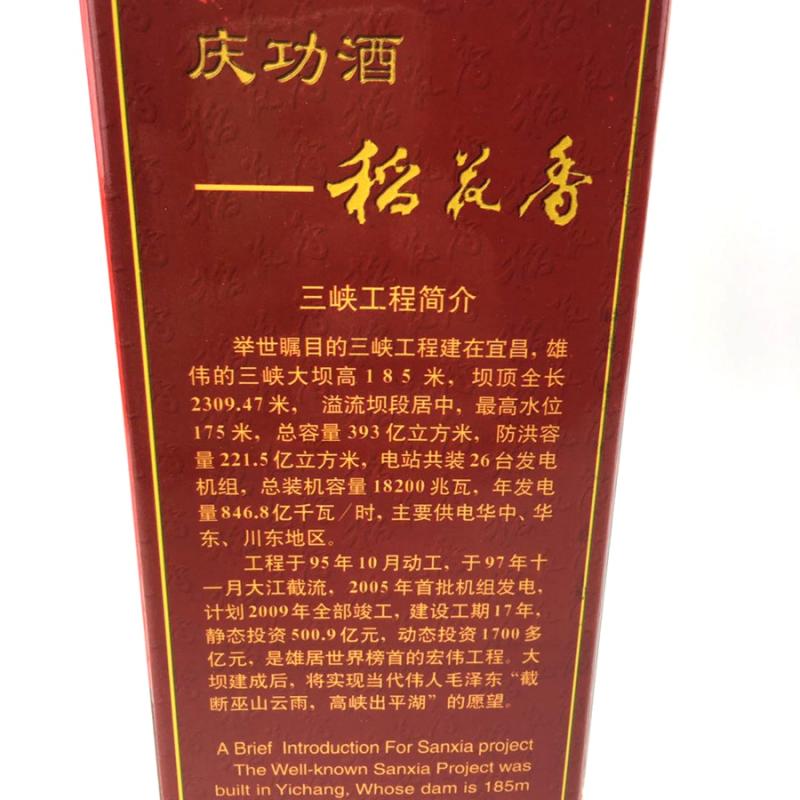 庆功酒
——稻花香
三峡工程简介
举世瞩目的三峡工程建在宜昌，雄
伟的三峡大坝高185米，坝顶全长
2309.47米， 溢流坝段居中，最高水位
175米，总容量393亿立方米，防洪容
量221.5亿立方米，电站共装26台发电
机组，总装机容量18200兆瓦，年发电
量846.8亿千瓦/时，主要供电华中、华
东、川东地区。
工程于95年10月动工，于97年十
一月大江截流，2005年首批机组发电，
计划2009年全部竣工，建设工期17年，
静态投资500.9亿元，动态投资1700多
亿元，是雄居世界榜首的宏伟工程。大
坝建成后，将实现当代伟人毛泽东“截
断巫山云雨，高峡出平湖”的愿望。
A Brief Introduction For Sanxia project
The Well-known Sanxia Project was
built in Yichang, Whose dam is 185m